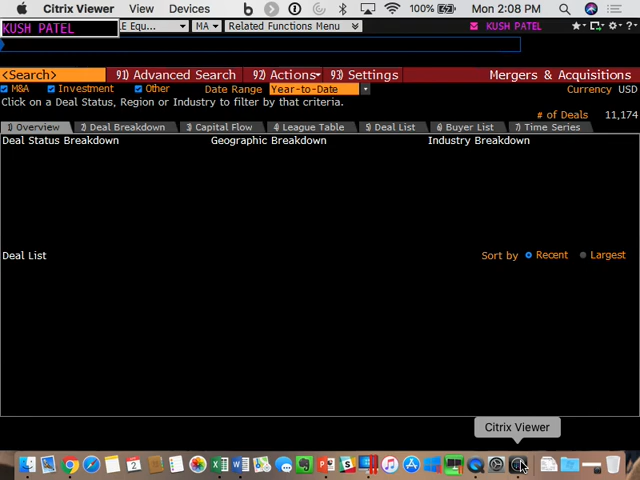 Citrix Viewer View Devices 100% Mon 2:08 PM
KUSH PATEL E Equ... MA Related Functions Menu KUSH PATEL
<Search> 91) Advanced Search 92) Actions 93) Settings Mergers & Acquisitions
M&A Investment Other Date Range Year-to-Date Currency USD
Click on a Deal Status, Region or Industry to filter by that criteria.
# of Deals 11,174
1) Overview 2) Deal Breakdown 3) Capital Flow 4) League Table 5) Deal List 6) Buyer List 7) Time Series
Deal Status Breakdown Geographic Breakdown Industry Breakdown
Deal List Sort by Recent Largest
Citrix Viewer
2